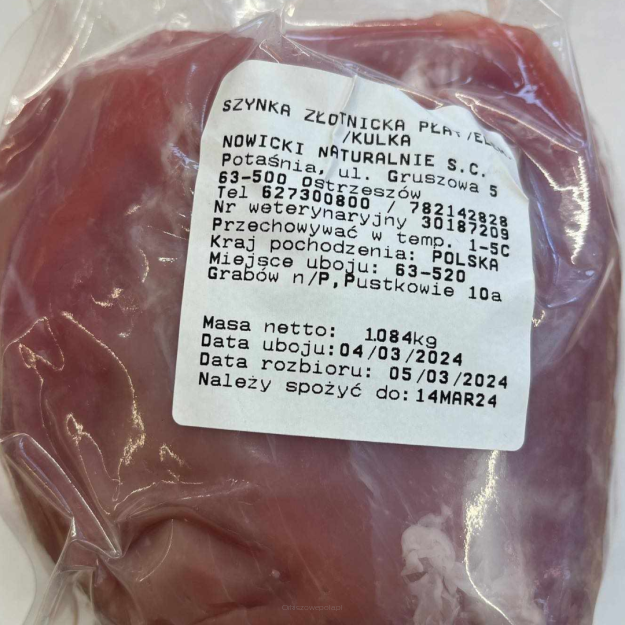 SZYNKA ZŁOTNICKA
/KULKA
NOWICKI NATURALNIE S.C.
Potaśnia, ul. Gruszowa 5
63-500 Ostrzeszów
Tel 627300800 / 782142828
Nr weterynaryjny 30187209
Przechowywać w temp. 1-5C
Kraj pochodzenia: POLSKA
Miejsce uboju: 63-520
Grabów n/P,Pustkowie 10a
Masa netto: 1.084kg
Data uboju:04/03/2024
Data rozbioru: 05/03/2024
Należy spożyć do:14MAR24